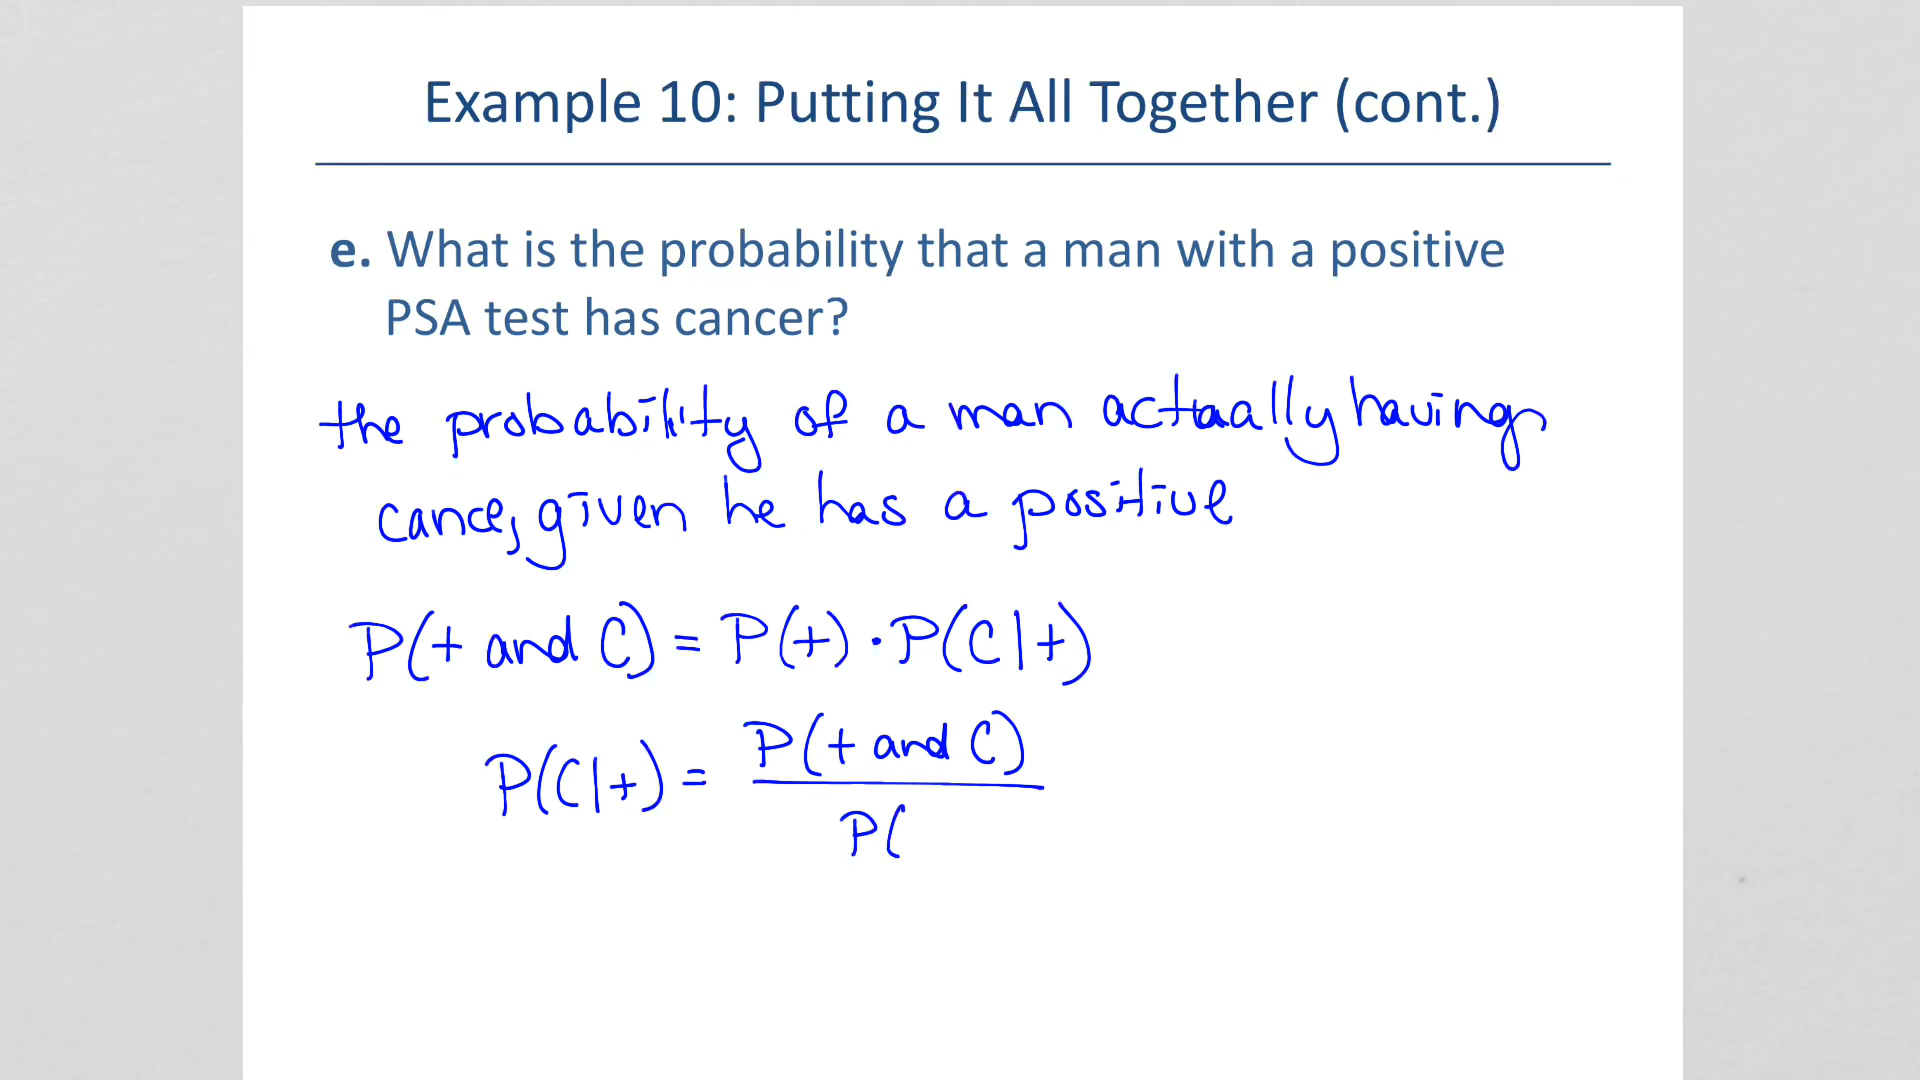 Example 10: Putting It All Together (cont.)
e. What is the probability that a man with a positive
PSA test has cancer?
the probability of a man actually having
cancer, given he has a positive
P(+ and C) = P(+) · P(C|+)
P(C|+) = P(+ and C)
P(